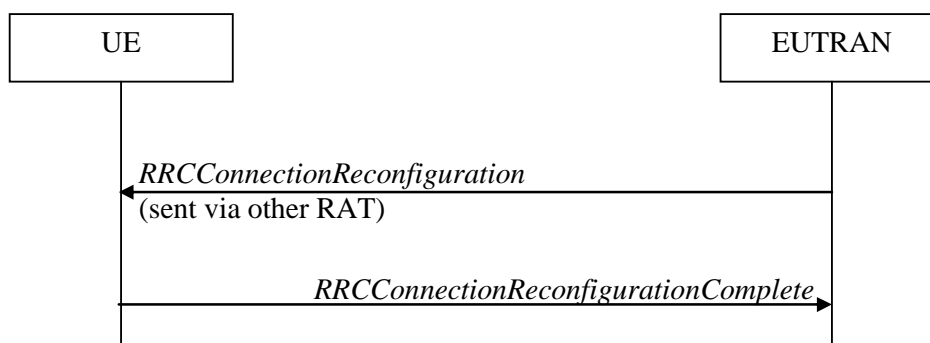 UE
EUTRAN
RRCConnectionReconfiguration
(sent via other RAT)
RRCConnectionReconfigurationComplete